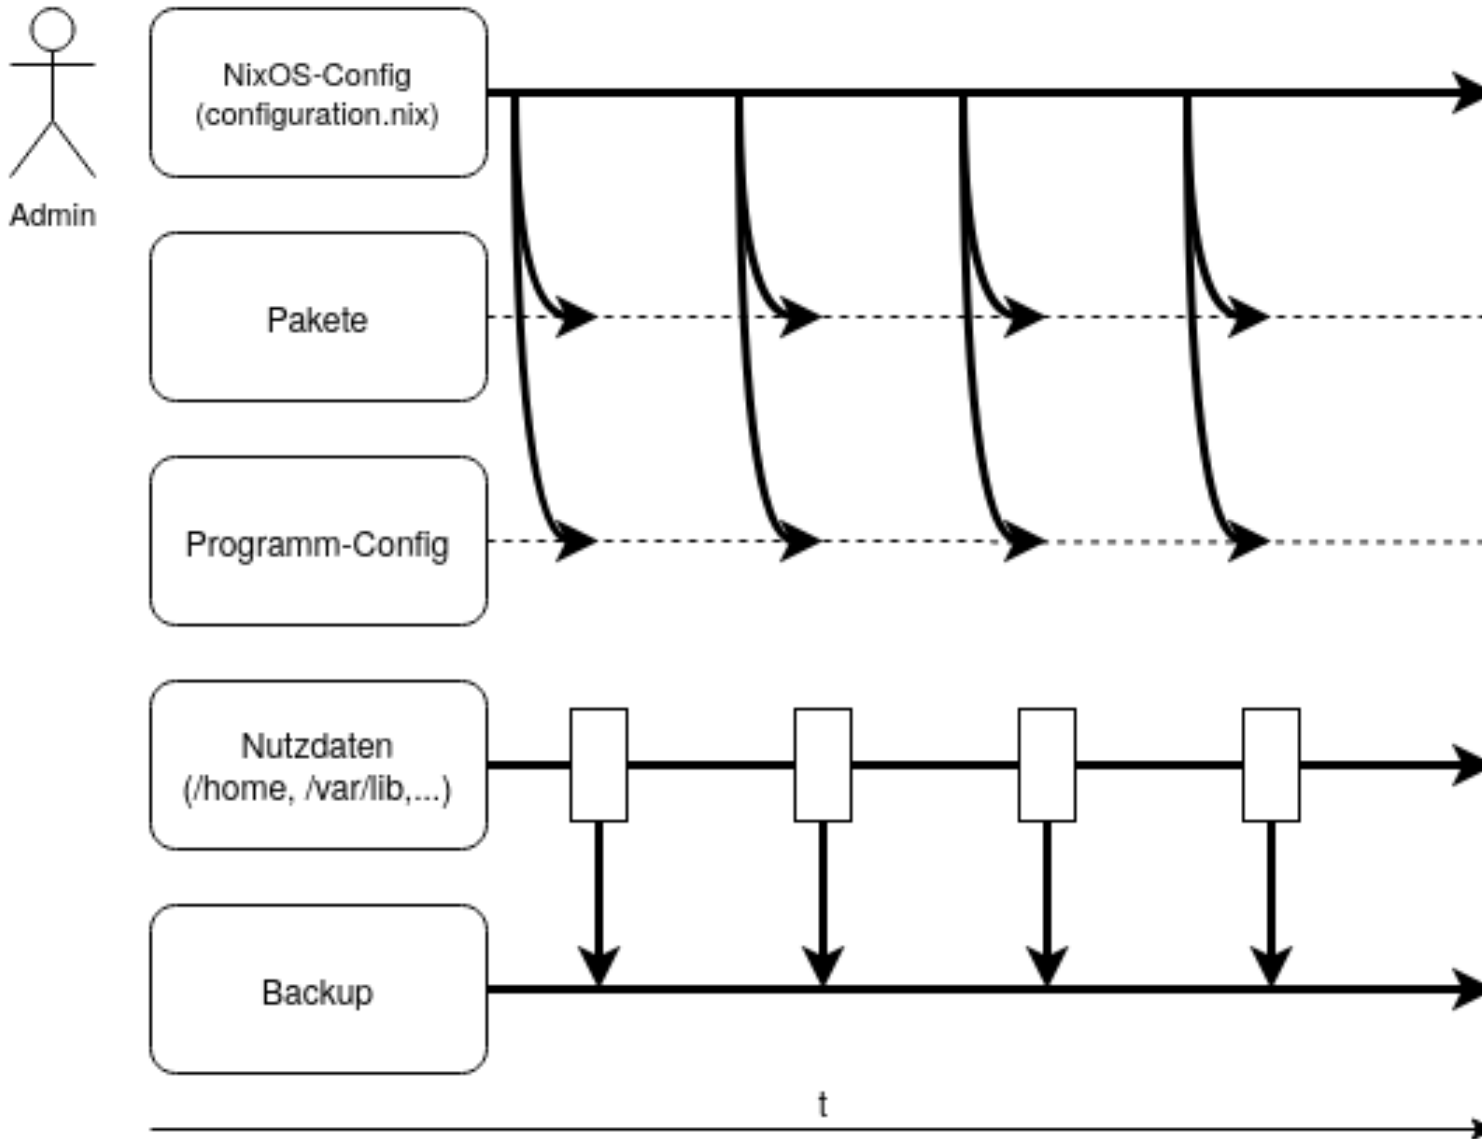 NixOS-Config
(configuration.nix)
Admin
Pakete
Programm-Config
Nutzdaten
(/home, /var/lib,...)
Backup
t